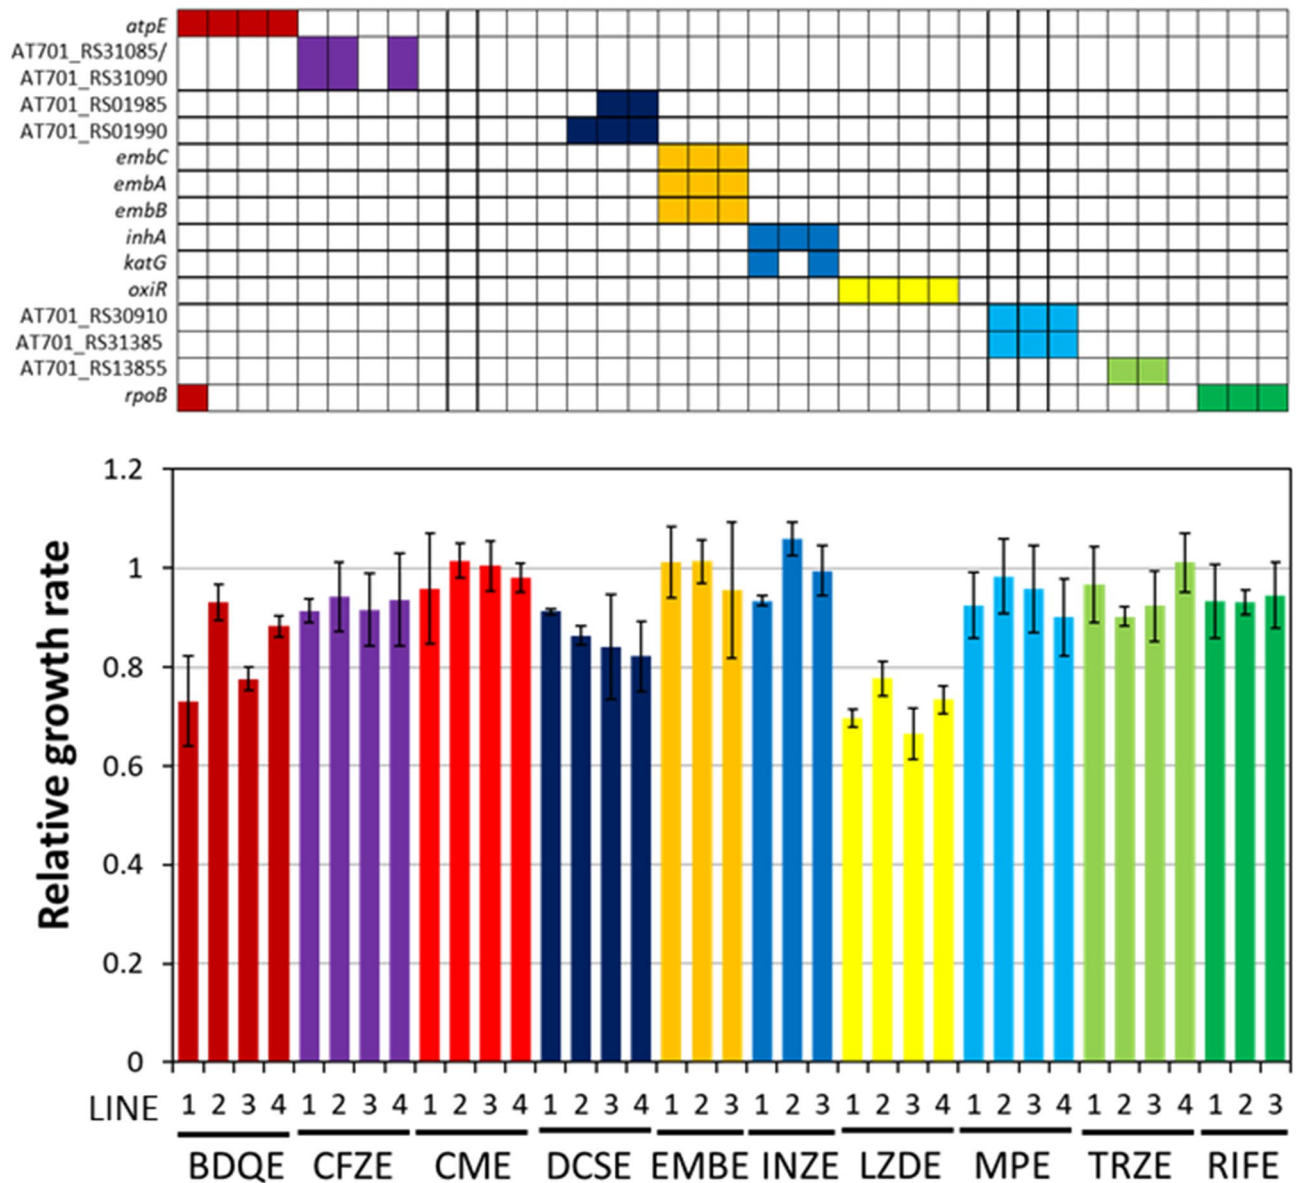 atpE
AT701_RS31085/
AT701_RS31090
AT701_RS01985
AT701_RS01990
embC
embA
embB
inhA
katG
oxiR
AT701_RS30910
AT701_RS31385
AT701_RS13855
rpoB
Relative growth rate
1.2
1
0.8
0.6
0.4
0.2
0
LINE 1 2 3 4 1 2 3 4 1 2 3 4 1 2 3 4 1 2 3 1 2 3 1 2 3 4 1 2 3 4 1 2 3 4 1 2 3
BDQE CFZE CME DCSE EMBE INZE LZDE MPE TRZE RIFE